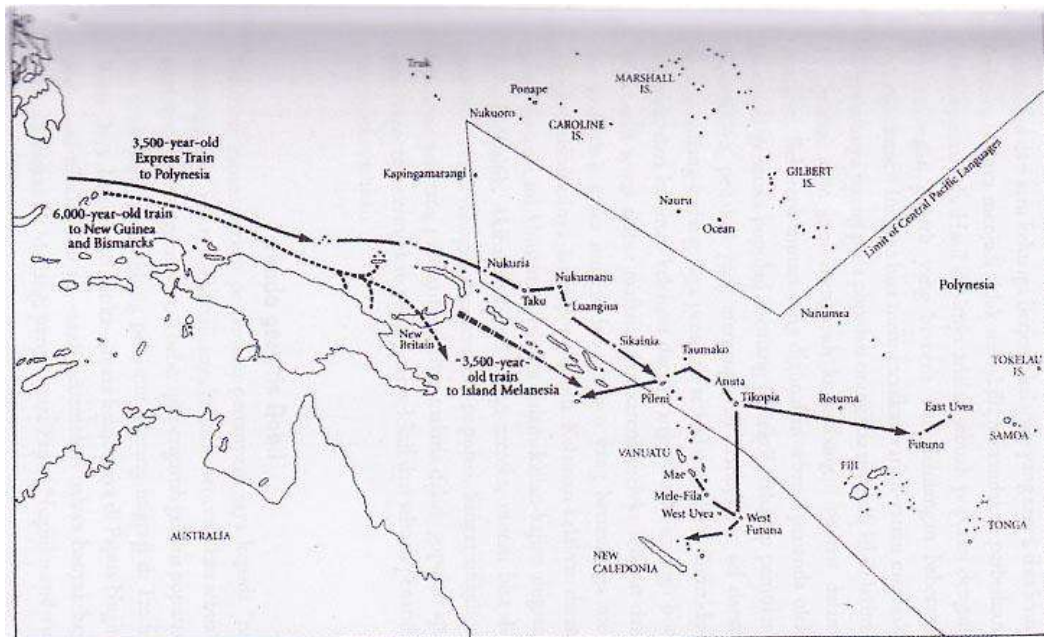 Truk
Ponape
Nukuoro
CAROLINE
IS.
MARSHALL
IS.
3,500-year-old
Express Train
to Polynesia
Kapingamarangi
GILBERT
IS.
Limit of Central Pacific Languages
Nauru
Ocean
6,000-year-old train
to New Guinea
and Bismarcks
Nukuria
Taku
Nukumanu
Luangiua
Polynesia
Nanumea
New
Britain
Sikainia
~3,500-year-
old train
to Island Melanesia
Taumako
TOKELAU
IS.
Pileni
Anuta
Tikopia
Rotuma
East Uvea
Futuna
SAMOA
VANUATU
Mae
Mele-Fila
West Uvea
West
Futuna
FIJI
TONGA
AUSTRALIA
NEW
CALEDONIA